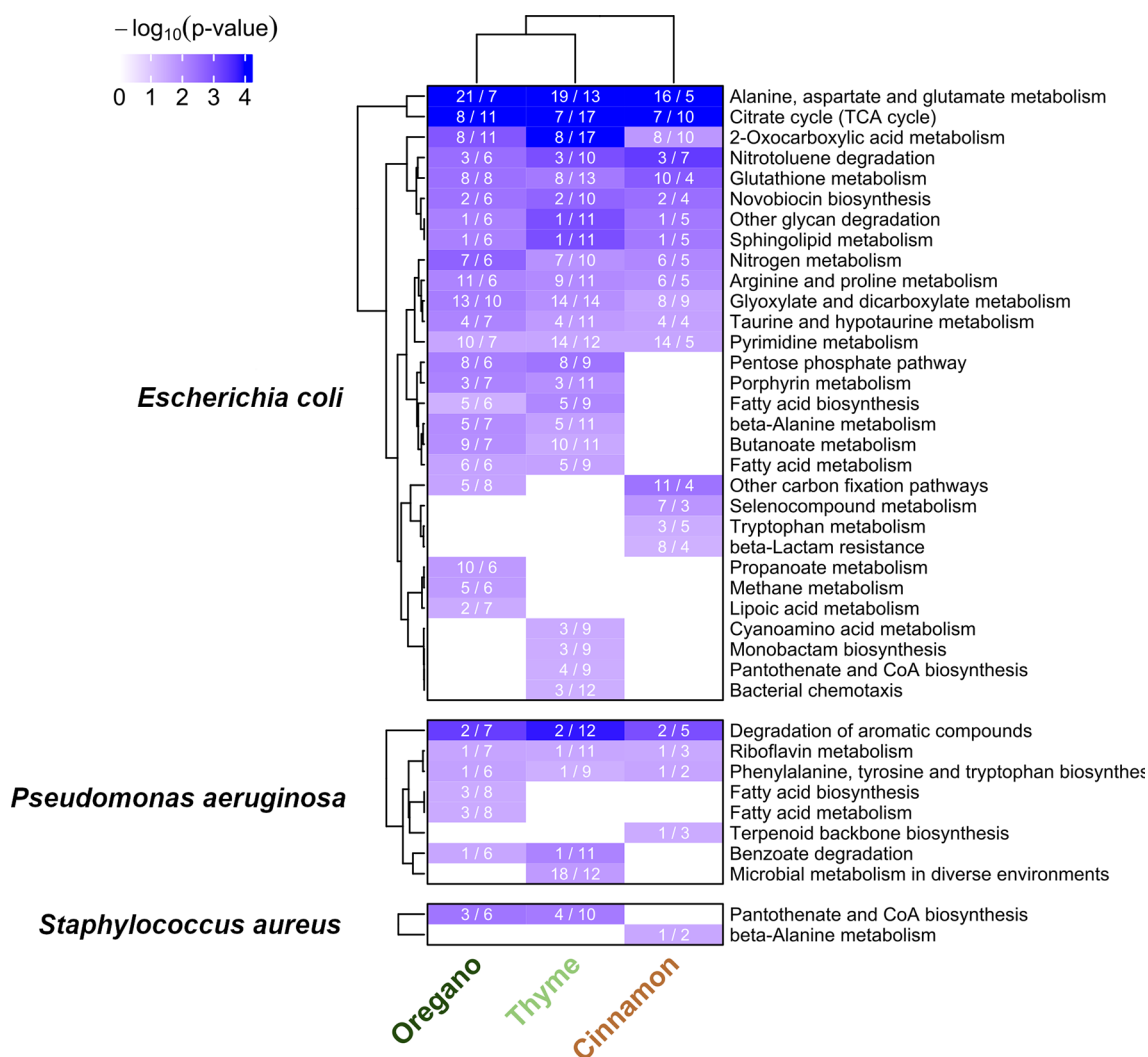 − log10(p-value)
0 1 2 3 4
21 / 7 19 / 13 16 / 5 Alanine, aspartate and glutamate metabolism
8 / 11 7 / 17 7 / 10 Citrate cycle (TCA cycle)
8 / 11 8 / 17 8 / 10 2-Oxocarboxylic acid metabolism
3 / 6 3 / 10 3 / 7 Nitrotoluene degradation
8 / 8 8 / 13 10 / 4 Glutathione metabolism
2 / 6 2 / 10 2 / 4 Novobiocin biosynthesis
1 / 6 1 / 11 1 / 5 Other glycan degradation
1 / 6 1 / 11 1 / 5 Sphingolipid metabolism
7 / 6 7 / 10 6 / 5 Nitrogen metabolism
11 / 6 9 / 11 6 / 5 Arginine and proline metabolism
13 / 10 14 / 14 8 / 9 Glyoxylate and dicarboxylate metabolism
4 / 7 4 / 11 4 / 4 Taurine and hypotaurine metabolism
10 / 7 14 / 12 14 / 5 Pyrimidine metabolism
8 / 6 8 / 9 Pentose phosphate pathway
3 / 7 3 / 11 Porphyrin metabolism
Escherichia coli
5 / 6 5 / 9 Fatty acid biosynthesis
5 / 7 5 / 11 beta-Alanine metabolism
9 / 7 10 / 11 Butanoate metabolism
6 / 6 5 / 9 Fatty acid metabolism
5 / 8 11 / 4 Other carbon fixation pathways
7 / 3 Selenocompound metabolism
3 / 5 Tryptophan metabolism
8 / 4 beta-Lactam resistance
10 / 6 Propanoate metabolism
5 / 6 Methane metabolism
2 / 7 Lipoic acid metabolism
3 / 9 Cyanoamino acid metabolism
3 / 9 Monobactam biosynthesis
4 / 9 Pantothenate and CoA biosynthesis
3 / 12 Bacterial chemotaxis
2 / 7 2 / 12 2 / 5 Degradation of aromatic compounds
1 / 7 1 / 11 1 / 3 Riboflavin metabolism
1 / 6 1 / 9 1 / 2 Phenylalanine, tyrosine and tryptophan biosynthes
Pseudomonas aeruginosa
3 / 8 Fatty acid biosynthesis
3 / 8 Fatty acid metabolism
1 / 3 Terpenoid backbone biosynthesis
1 / 6 1 / 11 Benzoate degradation
18 / 12 Microbial metabolism in diverse environments
Staphylococcus aureus
3 / 6 4 / 10 Pantothenate and CoA biosynthesis
1 / 2 beta-Alanine metabolism
Oregano Thyme Cinnamon